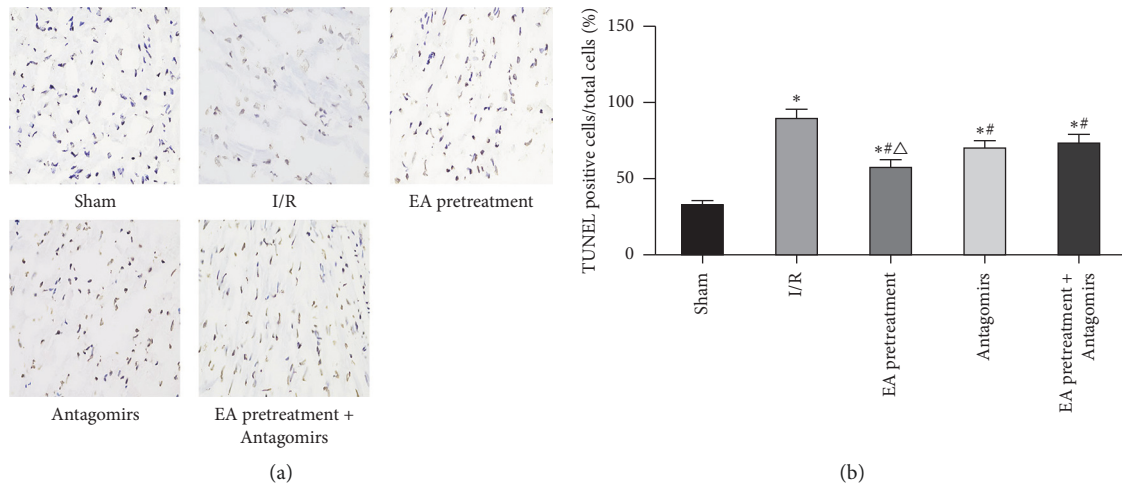 Sham
I/R
EA pretreatment
Antagomirs
EA pretreatment +
Antagomirs
(a)
TUNEL positive cells/total cells (%)
150
100
50
0
*
*#△
*#
*#
Sham
I/R
EA pretreatment
Antagomirs
EA pretreatment +
Antagomirs
(b)